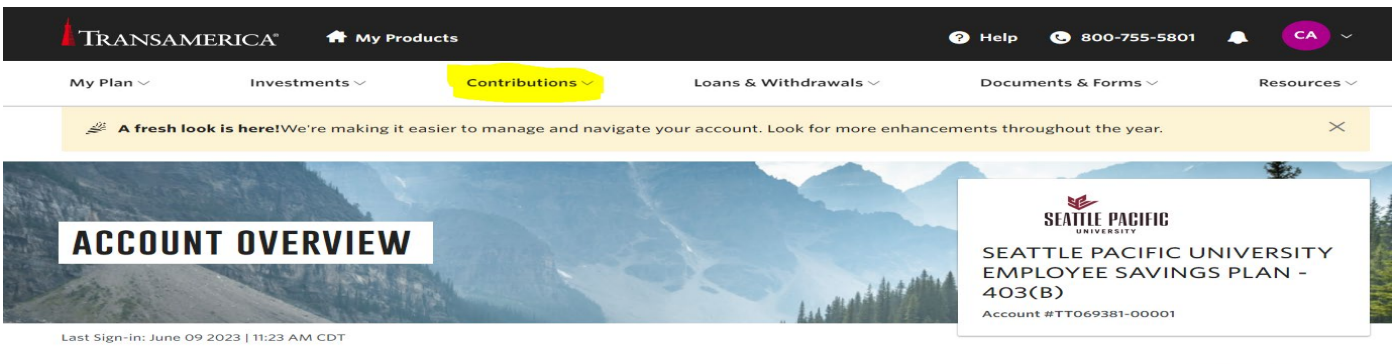 TRANSAMERICA® My Products Help 800-755-5801 CA
My Plan Investments Contributions Loans & Withdrawals Documents & Forms Resources
A fresh look is here!We're making it easier to manage and navigate your account. Look for more enhancements throughout the year.
ACCOUNT OVERVIEW
SEATTLE PACIFIC
UNIVERSITY
SEATTLE PACIFIC UNIVERSITY
EMPLOYEE SAVINGS PLAN -
403(B)
Account #TT069381-00001
Last Sign-in: June 09 2023 | 11:23 AM CDT